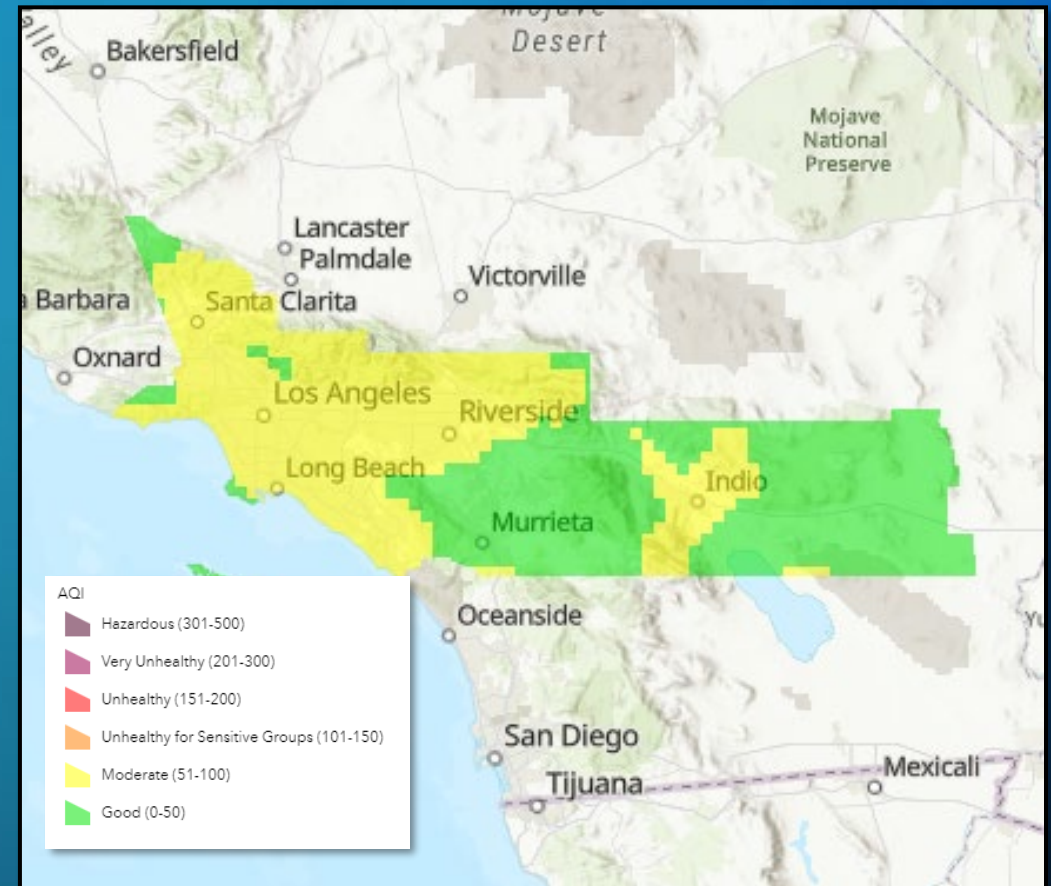 Mojave
Desert
alley
Bakersfield
Mojave
National
Preserve
Lancaster
Palmdale
Victorville
a Barbara
Santa Clarita
Oxnard
Los Angeles
Riverside
Long Beach
Indio
Murrieta
AQI
Hazardous (301-500)
Very Unhealthy (201-300)
Unhealthy (151-200)
Unhealthy for Sensitive Groups (101-150)
Moderate (51-100)
Good (0-50)
Oceanside
Yu
San Diego
Mexicali
Tijuana